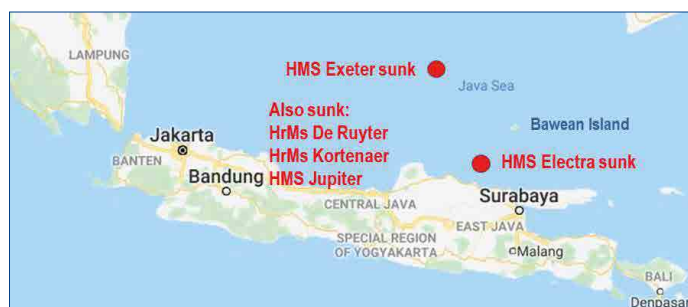 LAMPUNG
HMS Exeter sunk
Java Sea
Also sunk:
HrMs De Ruyter
HrMs Kortenaer
HMS Jupiter
Bawean Island
Jakarta
BANTEN
Bandung
HMS Electra sunk
CENTRAL JAVA
Surabaya
EAST JAVA
SPECIAL REGION
OF YOGYAKARTA
Malang
BALI
Denpasar